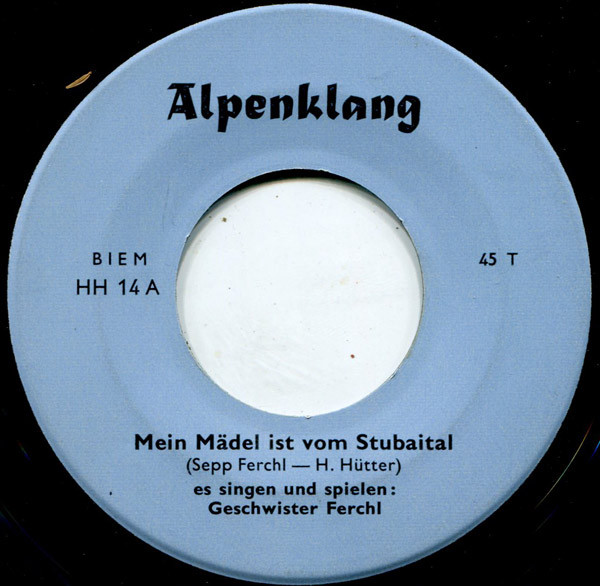 Alpenklang
BIEM
45 T
HH 14 A
Mein Mädel ist vom Stubaital
(Sepp Ferchl — H. Hütter)
es singen und spielen:
Geschwister Ferchl